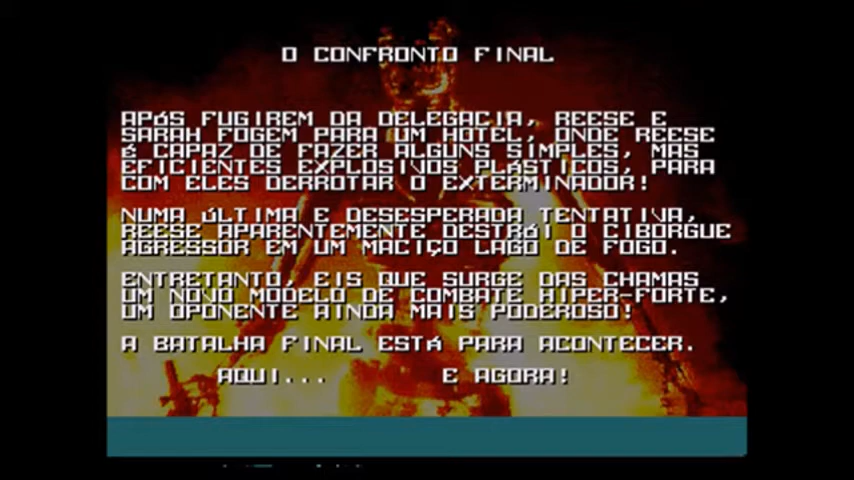 O CONFRONTO FINAL
APÓS FUGIREM DA DELEGACIA, REESE E
SARAH FOGEM PARA UM HOTEL, ONDE REESE
É CAPAZ DE FAZER ALGUNS SIMPLES, MAS
EFICIENTES EXPLOSIVOS PLÁSTICOS, PARA
COM ELES DERROTAR O EXTERMINADOR!
NUMA ÚLTIMA E DESESPERADA TENTATIVA,
REESE APARENTEMENTE DESTRÓI O CIBORGUE
AGRESSOR EM UM MACIÇO LAGO DE FOGO.
ENTRETANTO, EIS QUE SURGE DAS CHAMAS
UM NOVO MODELO DE COMBATE HIPER-FORTE,
UM OPONENTE AINDA MAIS PODEROSO!
A BATALHA FINAL ESTÁ PARA ACONTECER.
AQUI... E AGORA!